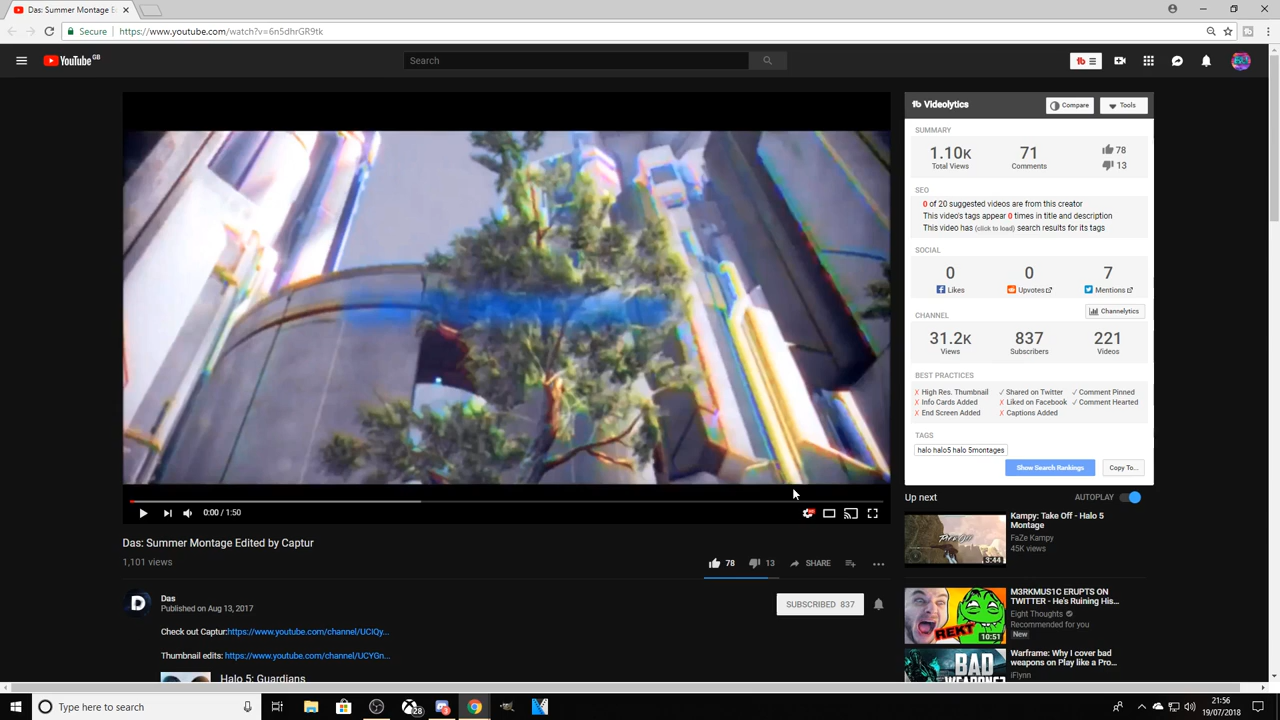 Das: Summer Montage Edited by
Secure
https://www.youtube.com/watch?v=6n5dhrGR9tk
YouTube GB
Search
tb
tb Videolytics
Compare
Tools
SUMMARY
1.10K
71
78
Total Views
Comments
13
SEO
0 of 20 suggested videos are from this creator
This video's tags appear 0 times in title and description
This video has (click to load) search results for its tags
SOCIAL
0
0
7
Likes
Upvotes
Mentions
CHANNEL
Channelytics
31.2K
837
221
Views
Subscribers
Videos
BEST PRACTICES
X High Res. Thumbnail
✓ Shared on Twitter
✓ Comment Pinned
X Info Cards Added
X Liked on Facebook
✓ Comment Hearted
X End Screen Added
X Captions Added
TAGS
halo halo5 halo 5montages
Show Search Rankings
Copy To...
0:00 / 1:50
Das: Summer Montage Edited by Captur
1,101 views
78
13
SHARE
Das
Published on Aug 13, 2017
SUBSCRIBED 837
Check out Captur:https://www.youtube.com/channel/UCIQy...
Thumbnail edits: https://www.youtube.com/channel/UCYGn...
Halo 5: Guardians
Up next
AUTOPLAY
Kampy: Take Off - Halo 5
Montage
FaZe Kampy
45K views
3:44
M3RKMUS1C ERUPTS ON
TWITTER - He's Ruining His...
Eight Thoughts
Recommended for you
New
REKT
10:51
Warframe: Why I cover bad
weapons on Play like a Pro...
iFlynn
BAD
Type here to search
28
21:56
19/07/2018